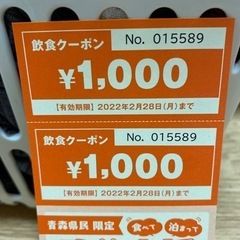 飲食クーポン No. 015589
¥1,000
【有効期限】2022年2月28日(月)まで
飲食クーポン No. 015589
¥1,000
【有効期限】2022年2月28日(月)まで
青森県民 限定 食べて 泊まって